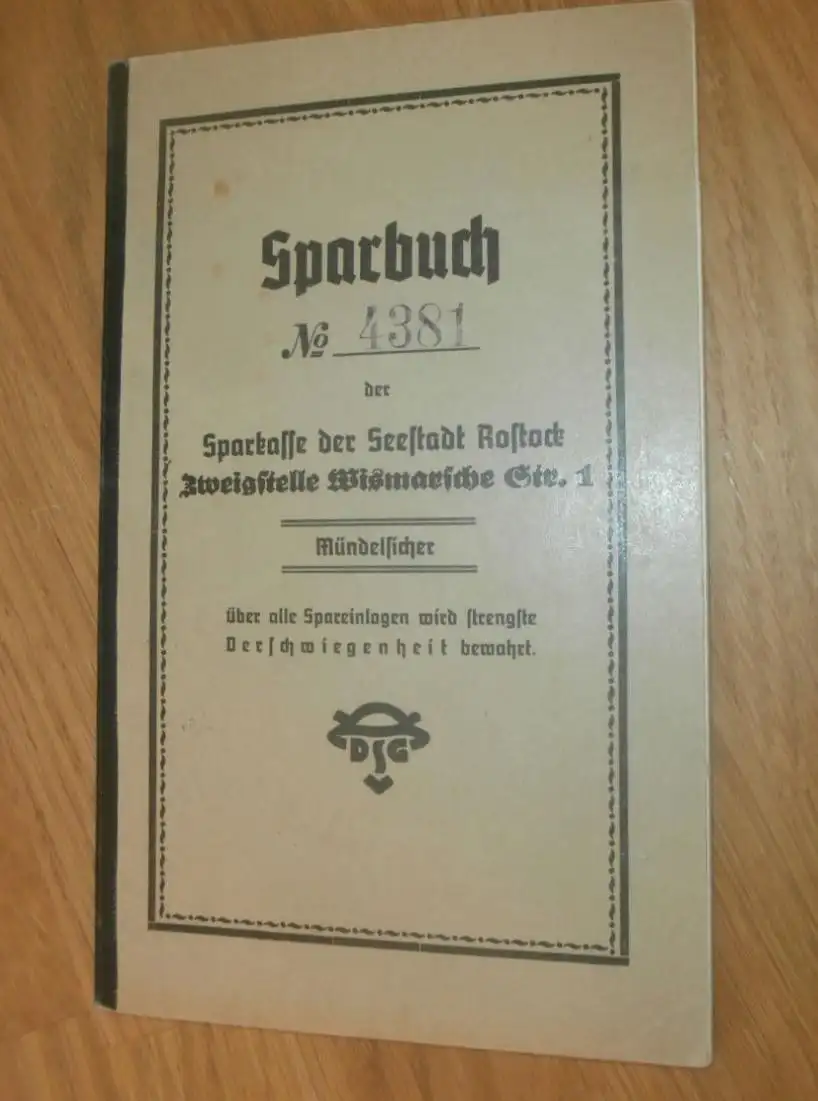 Sparbuch
№ 4381
der
Sparkasse der Seestadt Rostock
Zweigstelle Wismarsche Str. 1
Mündelsicher
Über alle Spareinlagen wird strengste
Verschwiegenheit bewahrt.
DSG